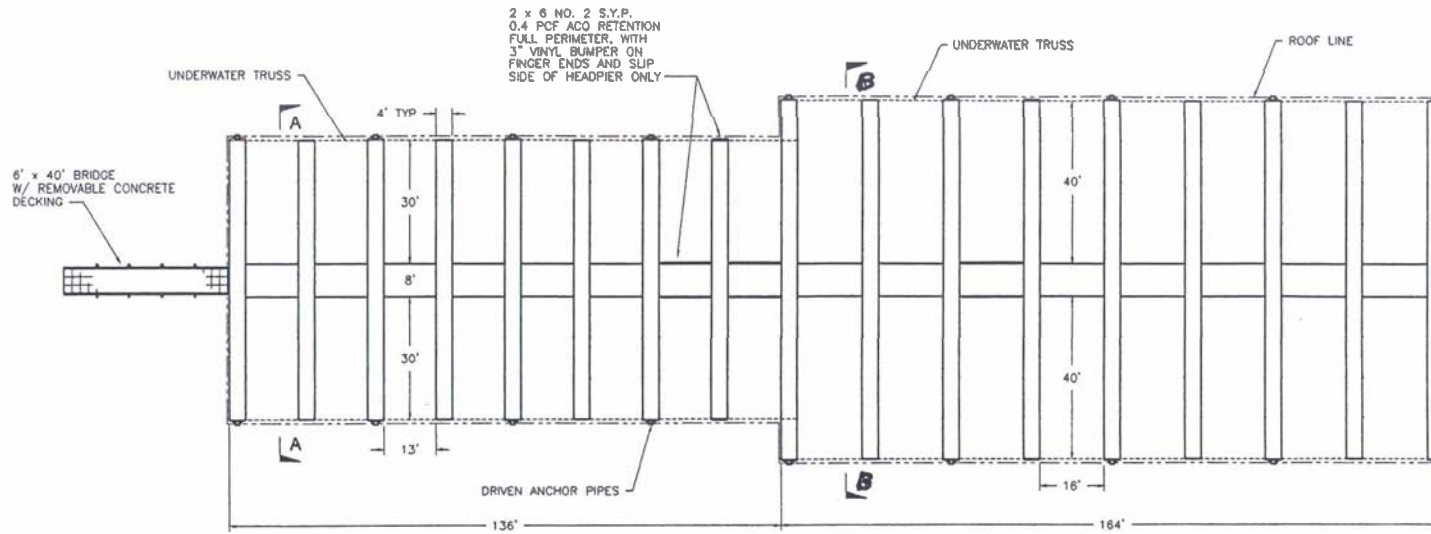 2 x 6 NO. 2 S.Y.P.
0.4 PCF ACQ RETENTION
FULL PERIMETER, WITH
3" VINYL BUMPER ON
FINGER ENDS AND SLIP
SIDE OF HEADPIER ONLY
UNDERWATER TRUSS
ROOF LINE
UNDERWATER TRUSS
B
A
4' TYP
6' x 40' BRIDGE
W/ REMOVABLE CONCRETE
DECKING
30'
40'
8'
30'
40'
A
13'
B
16'
DRIVEN ANCHOR PIPES
136'
164'